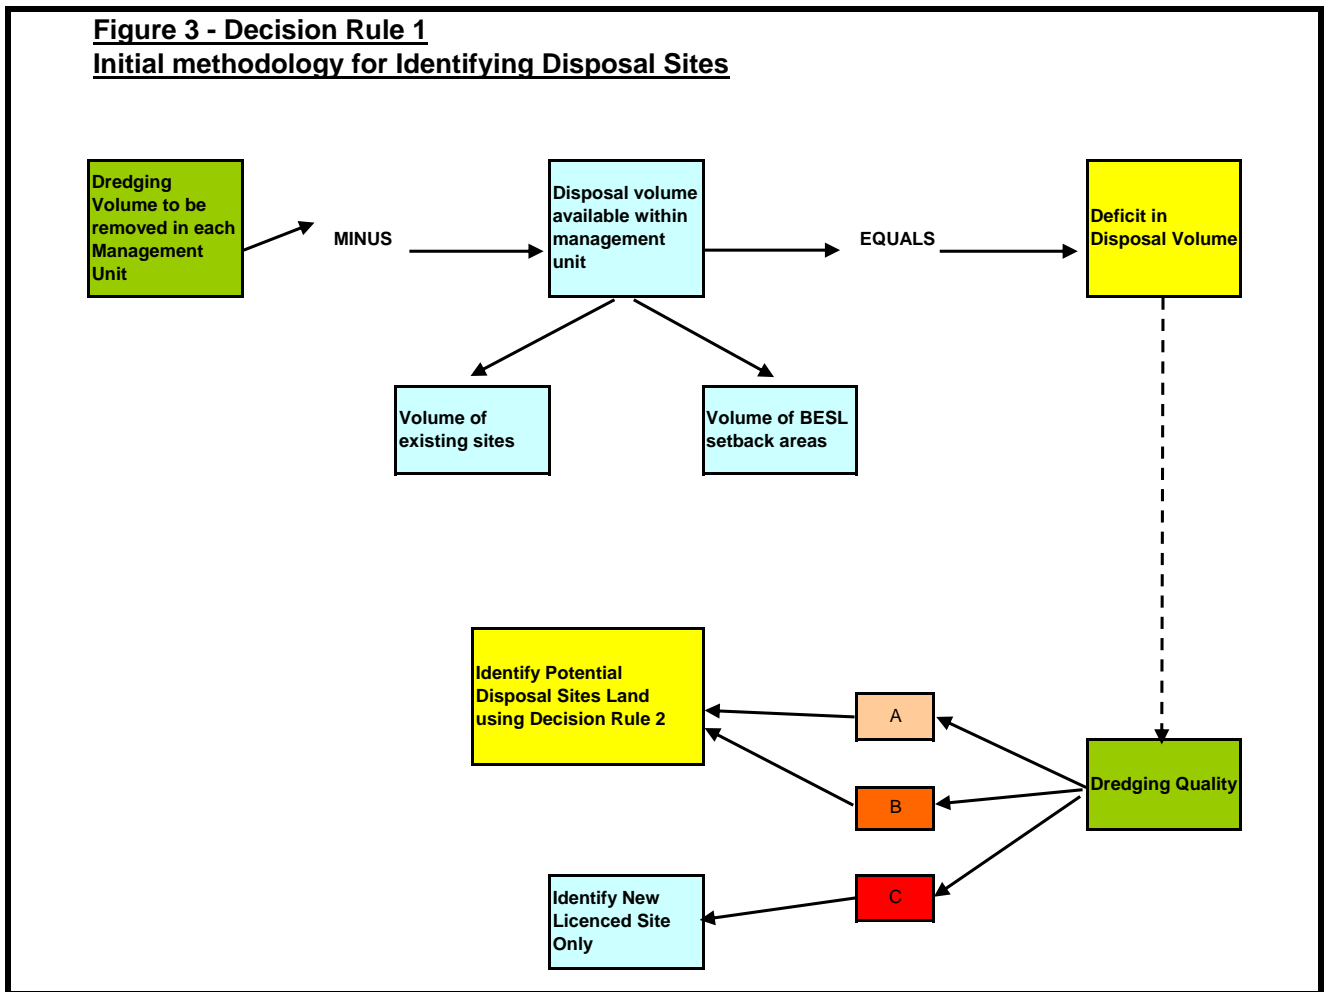 Figure 3 - Decision Rule 1
Initial methodology for Identifying Disposal Sites
Dredging
Volume to be
removed in each
Management
Unit
MINUS
Disposal volume
available within
management
unit
EQUALS
Deficit in
Disposal Volume
Volume of
existing sites
Volume of BESL
setback areas
Identify Potential
Disposal Sites Land
using Decision Rule 2
A
B
Dredging Quality
C
Identify New
Licenced Site
Only